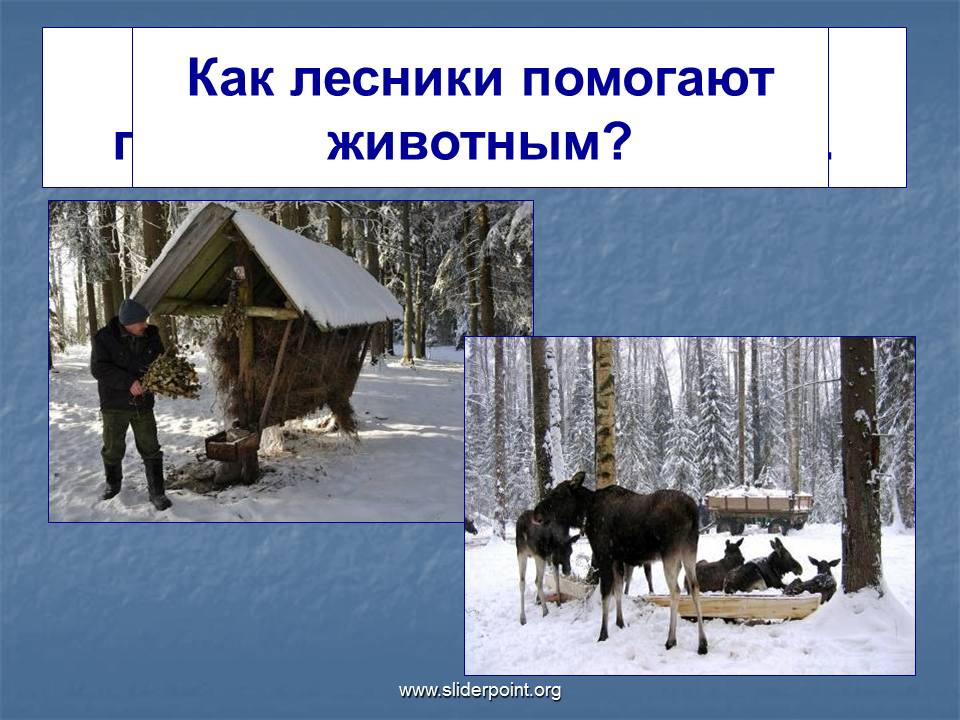 Как лесники помогают
животным?
www.sliderpoint.org